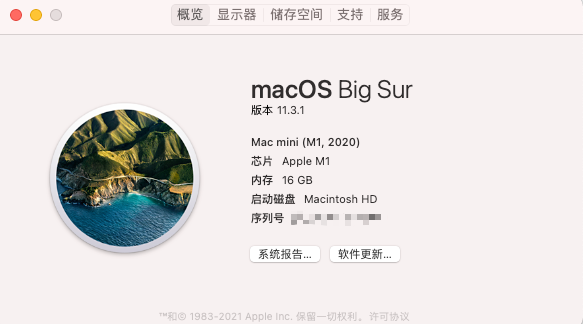 概览 显示器 储存空间 支持 服务
macOS Big Sur
版本 11.3.1
Mac mini (M1, 2020)
芯片 Apple M1
内存 16 GB
启动磁盘 Macintosh HD
序列号
系统报告... 软件更新...
™和© 1983-2021 Apple Inc. 保留一切权利。许可协议